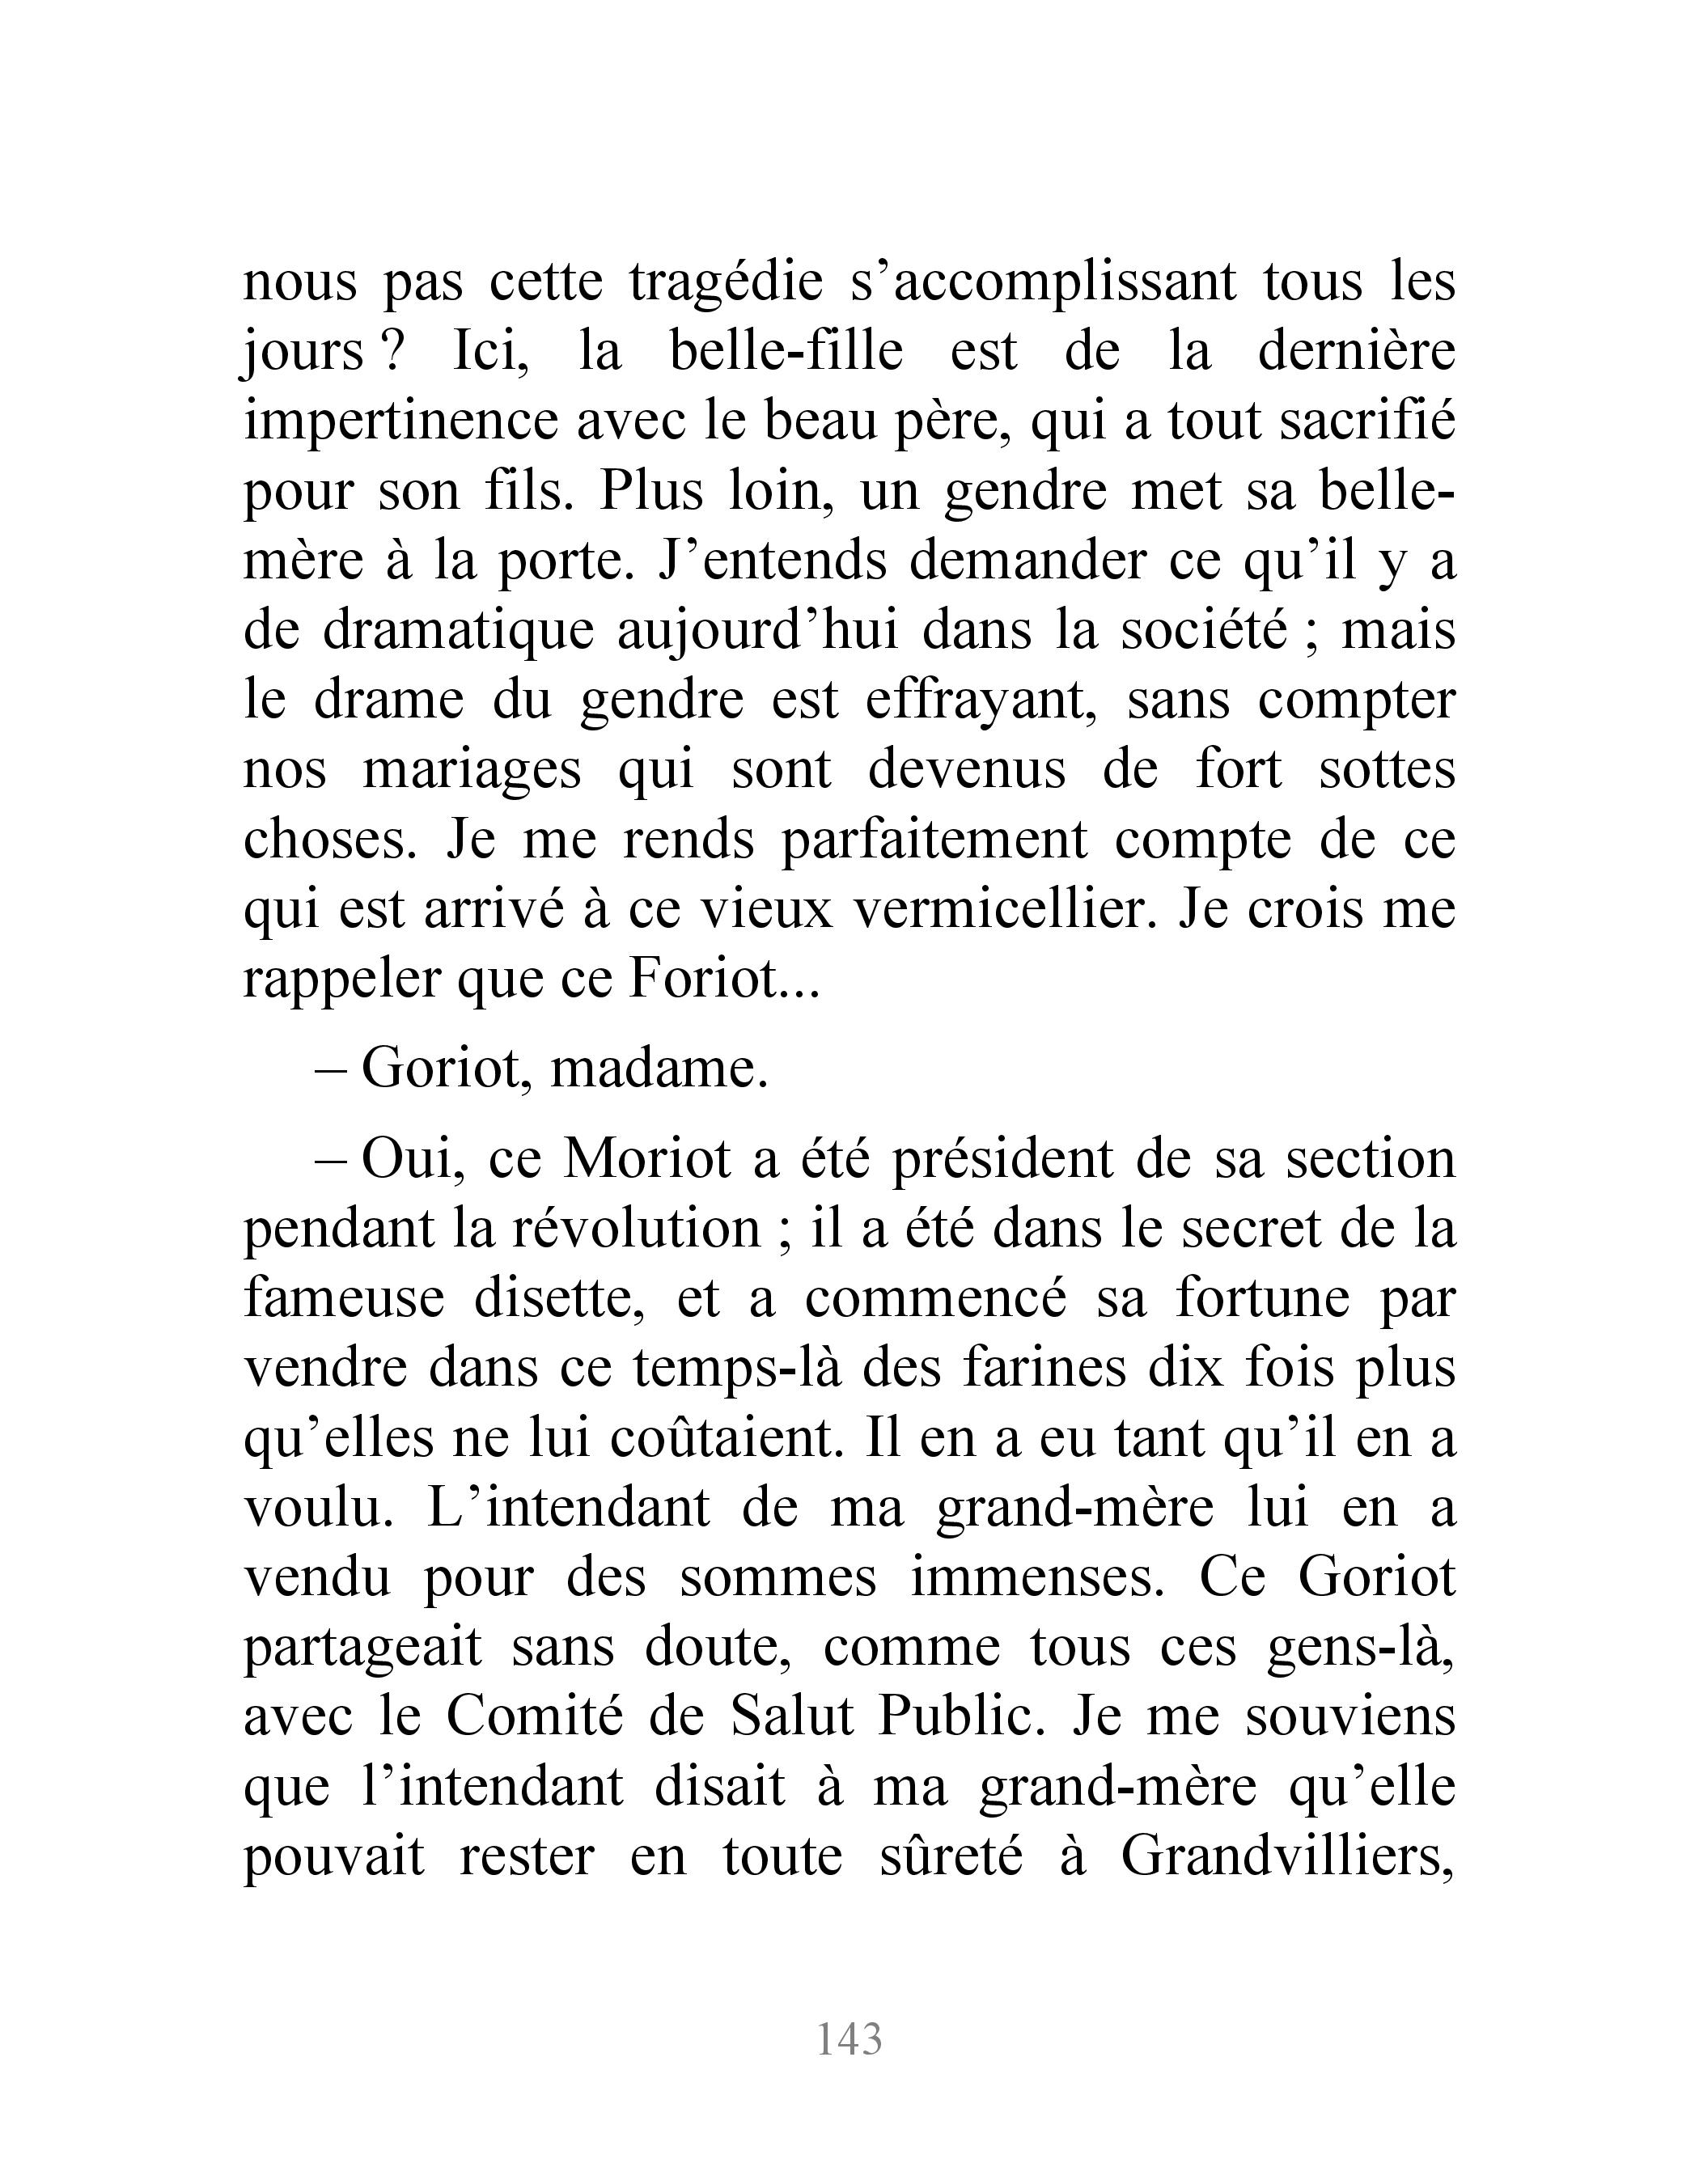 nous pas cette tragédie s’accomplissant tous les
jours ? Ici, la belle-fille est de la dernière
impertinence avec le beau père, qui a tout sacrifié
pour son fils. Plus loin, un gendre met sa belle-
mère à la porte. J’entends demander ce qu’il y a
de dramatique aujourd’hui dans la société ; mais
le drame du gendre est effrayant, sans compter
nos mariages qui sont devenus de fort sottes
choses. Je me rends parfaitement compte de ce
qui est arrivé à ce vieux vermicellier. Je crois me
rappeler que ce Foriot...
– Goriot, madame.
– Oui, ce Moriot a été président de sa section
pendant la révolution ; il a été dans le secret de la
fameuse disette, et a commencé sa fortune par
vendre dans ce temps-là des farines dix fois plus
qu’elles ne lui coûtaient. Il en a eu tant qu’il en a
voulu. L’intendant de ma grand-mère lui en a
vendu pour des sommes immenses. Ce Goriot
partageait sans doute, comme tous ces gens-là,
avec le Comité de Salut Public. Je me souviens
que l’intendant disait à ma grand-mère qu’elle
pouvait rester en toute sûreté à Grandvilliers,
143